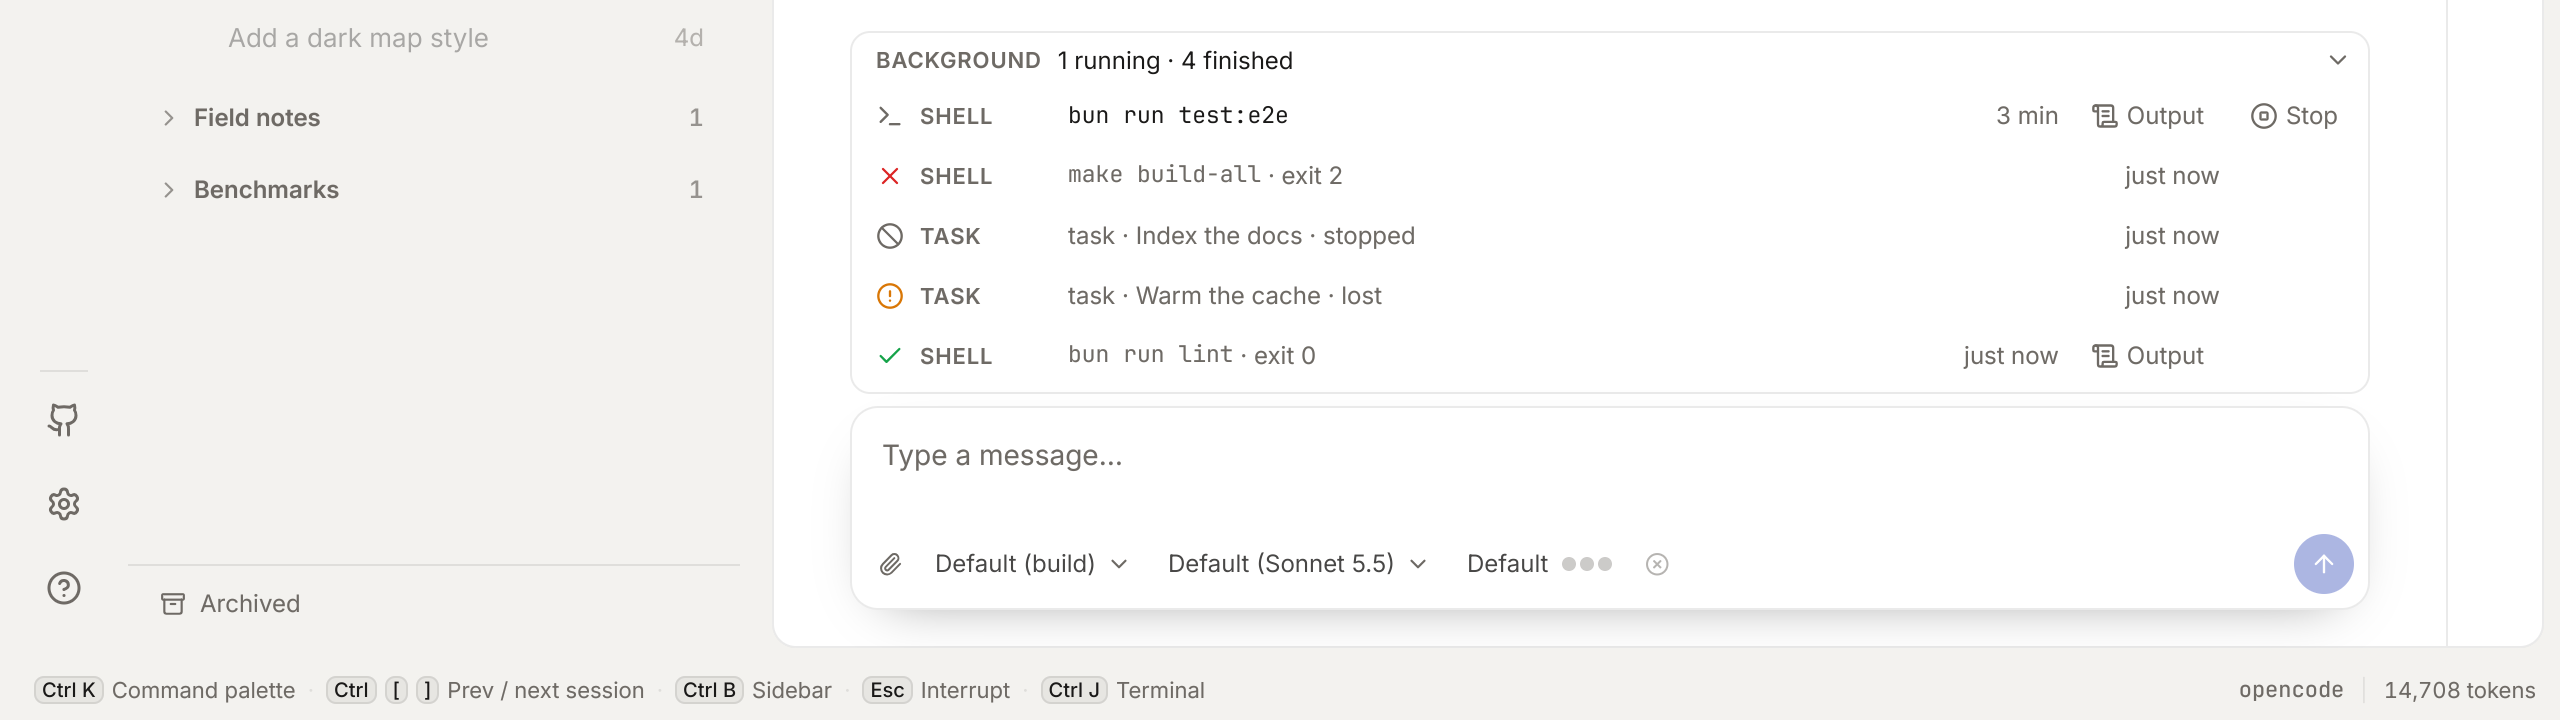 Add a dark map style 4d
Field notes 1
Benchmarks 1
Archived
BACKGROUND 1 running · 4 finished
SHELL bun run test:e2e 3 min Output Stop
SHELL make build-all · exit 2 just now
TASK task · Index the docs · stopped just now
TASK task · Warm the cache · lost just now
SHELL bun run lint · exit 0 just now Output
Type a message...
Default (build) Default (Sonnet 5.5) Default
Ctrl K Command palette · Ctrl [ ] Prev / next session · Ctrl B Sidebar · Esc Interrupt · Ctrl J Terminal
opencode 14,708 tokens